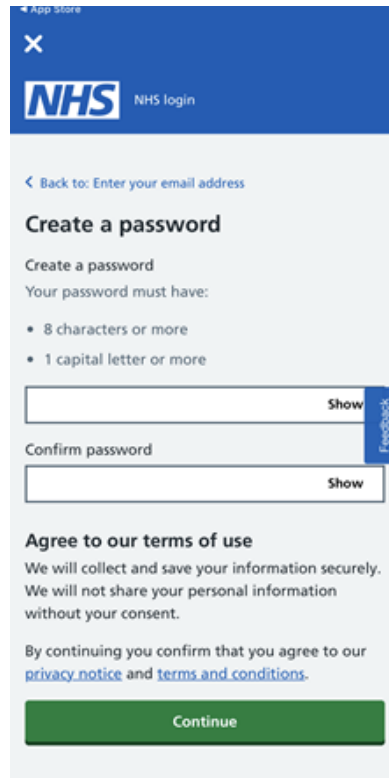 ◄ App Store
NHS NHS login
Back to: Enter your email address
Create a password
Create a password
Your password must have:
• 8 characters or more
• 1 capital letter or more
Show
Feedback
Confirm password
Show
Agree to our terms of use
We will collect and save your information securely.
We will not share your personal information
without your consent.
By continuing you confirm that you agree to our
privacy notice and terms and conditions.
Continue